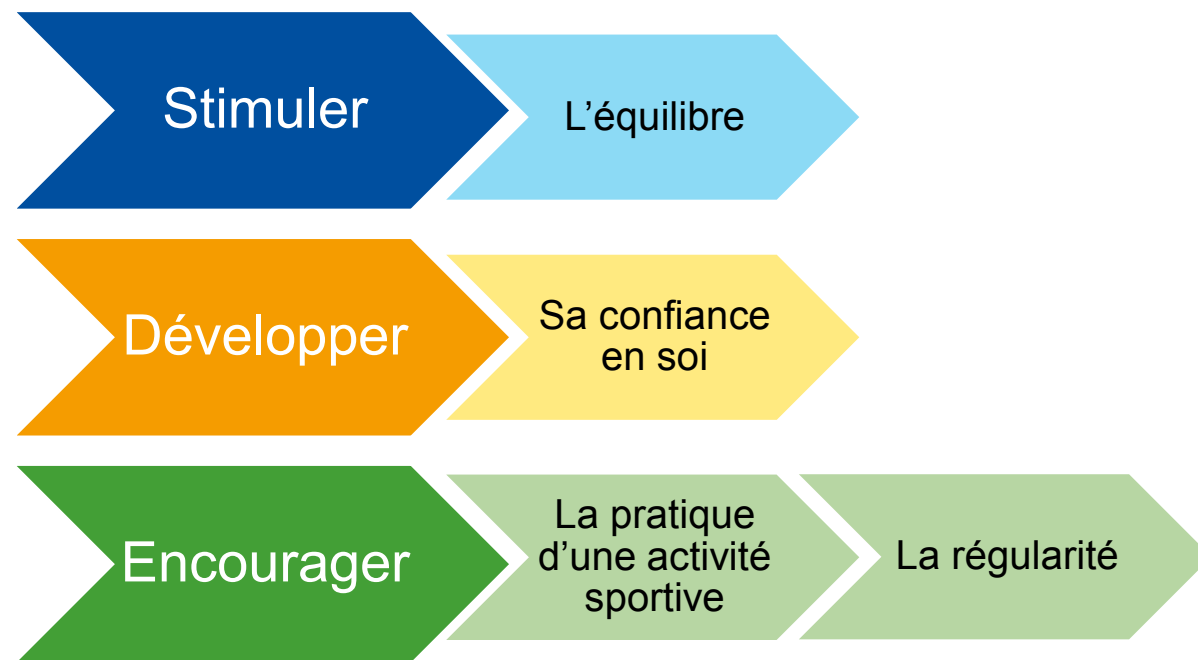 Stimuler
L’équilibre
Développer
Sa confiance
en soi
Encourager
La pratique
d’une activité
sportive
La régularité